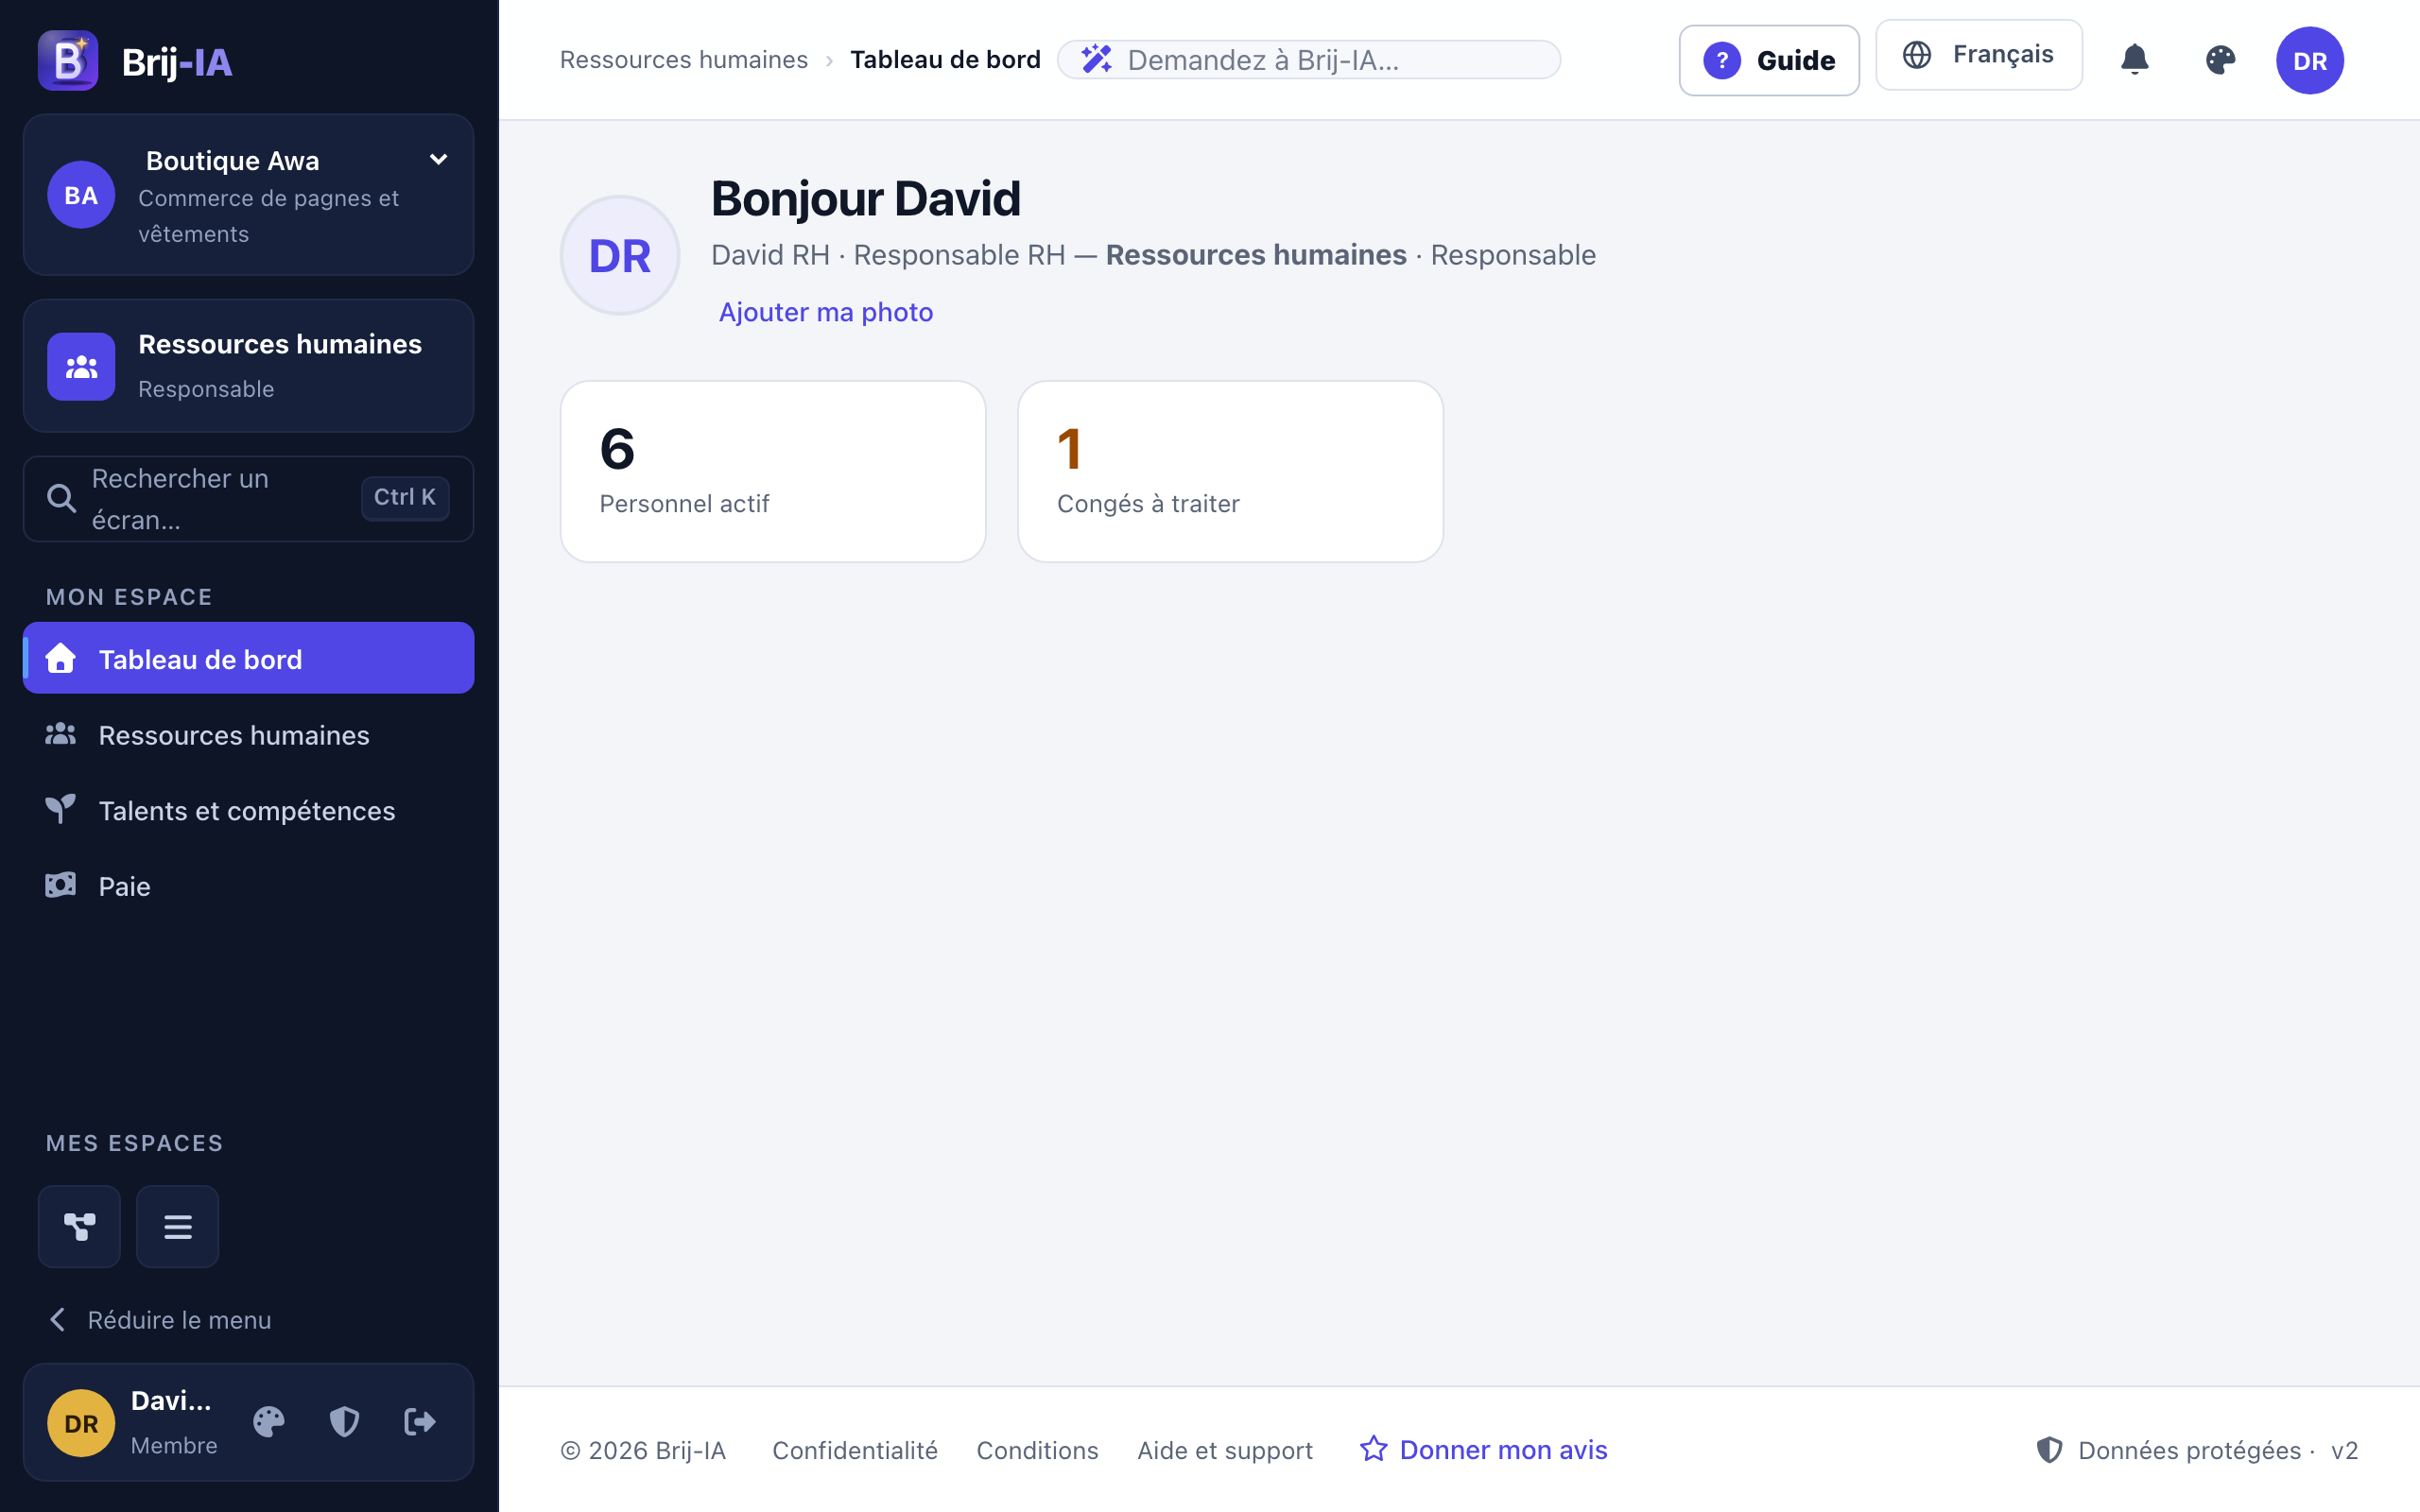 Brij-IA
BA
Boutique Awa
Commerce de pagnes et
vêtements
Ressources humaines
Responsable
Rechercher un
écran...
Ctrl K
MON ESPACE
Tableau de bord
Ressources humaines
Talents et compétences
Paie
MES ESPACES
Réduire le menu
DR
Davi...
Membre
Ressources humaines › Tableau de bord
Demandez à Brij-IA...
? Guide
Français
DR
DR
Bonjour David
David RH · Responsable RH — Ressources humaines · Responsable
Ajouter ma photo
6
Personnel actif
1
Congés à traiter
© 2026 Brij-IA
Confidentialité
Conditions
Aide et support
Donner mon avis
Données protégées · v2